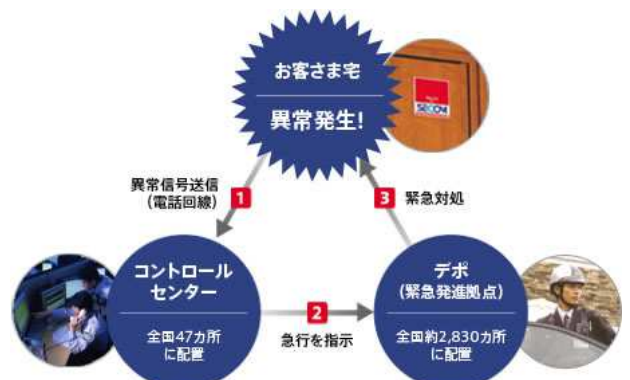 お客さま宅
異常発生!
SECOM
異常信号送信
(電話回線)
1
3
緊急対処
コントロール
センター
全国47カ所
に配置
2
急行を指示
デポ
(緊急発進拠点)
全国約2,830カ所
に配置